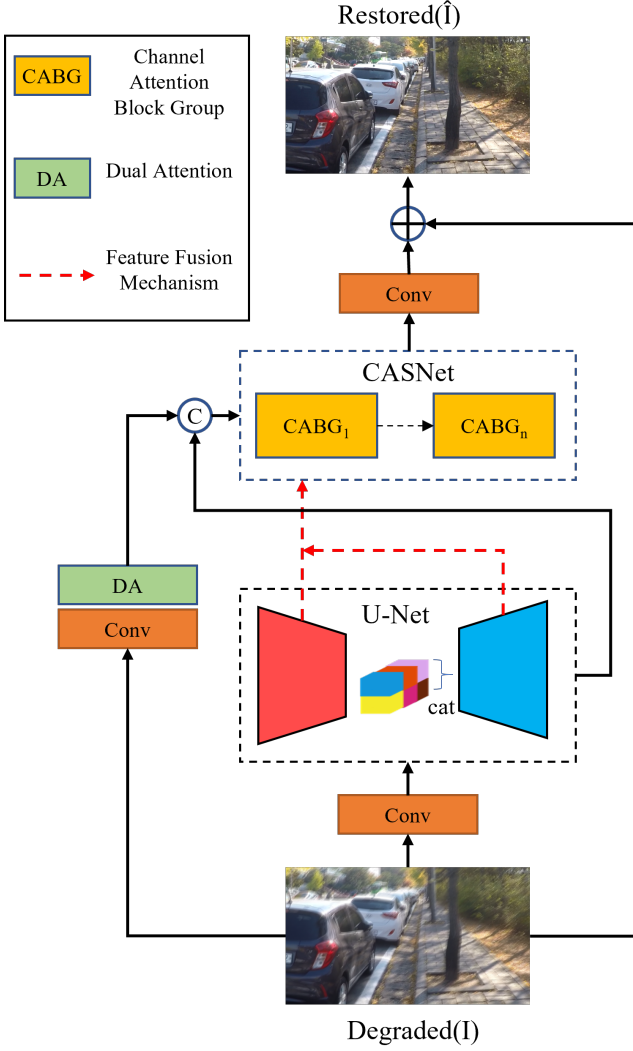 Restored(Î)
CABG
Channel
Attention
Block Group
DA
Dual Attention
Feature Fusion
Mechanism
Conv
CASNet
C
CABG₁
CABGₙ
DA
Conv
U-Net
cat
Conv
Degraded(I)